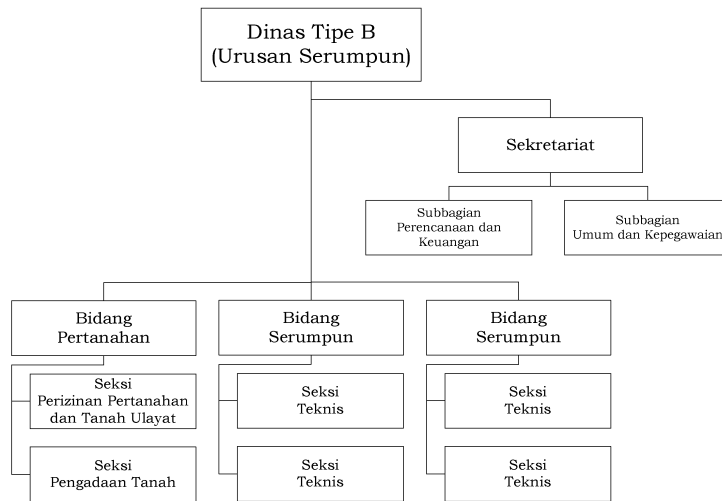 Dinas Tipe B
(Urusan Serumpun)
Sekretariat
Subbagian
Perencanaan dan
Keuangan
Subbagian
Umum dan Kepegawaian
Bidang
Pertanahan
Bidang
Serumpun
Bidang
Serumpun
Seksi
Perizinan Pertanahan
dan Tanah Ulayat
Seksi
Teknis
Seksi
Teknis
Seksi
Pengadaan Tanah
Seksi
Teknis
Seksi
Teknis